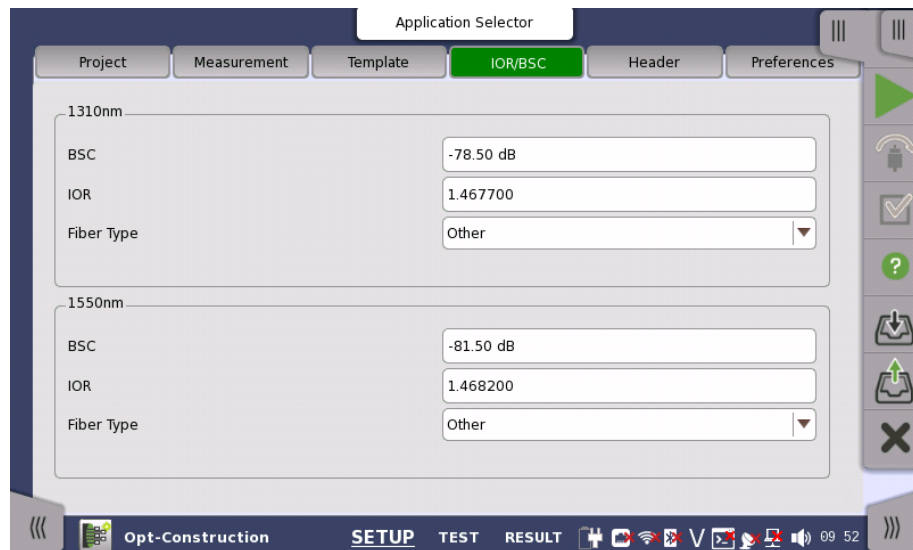 Application Selector
Project Measurement Template IOR/BSC Header Preferences
1310nm
BSC -78.50 dB
IOR 1.467700
Fiber Type Other
1550nm
BSC -81.50 dB
IOR 1.468200
Fiber Type Other
Opt-Construction SETUP TEST RESULT V 09 52